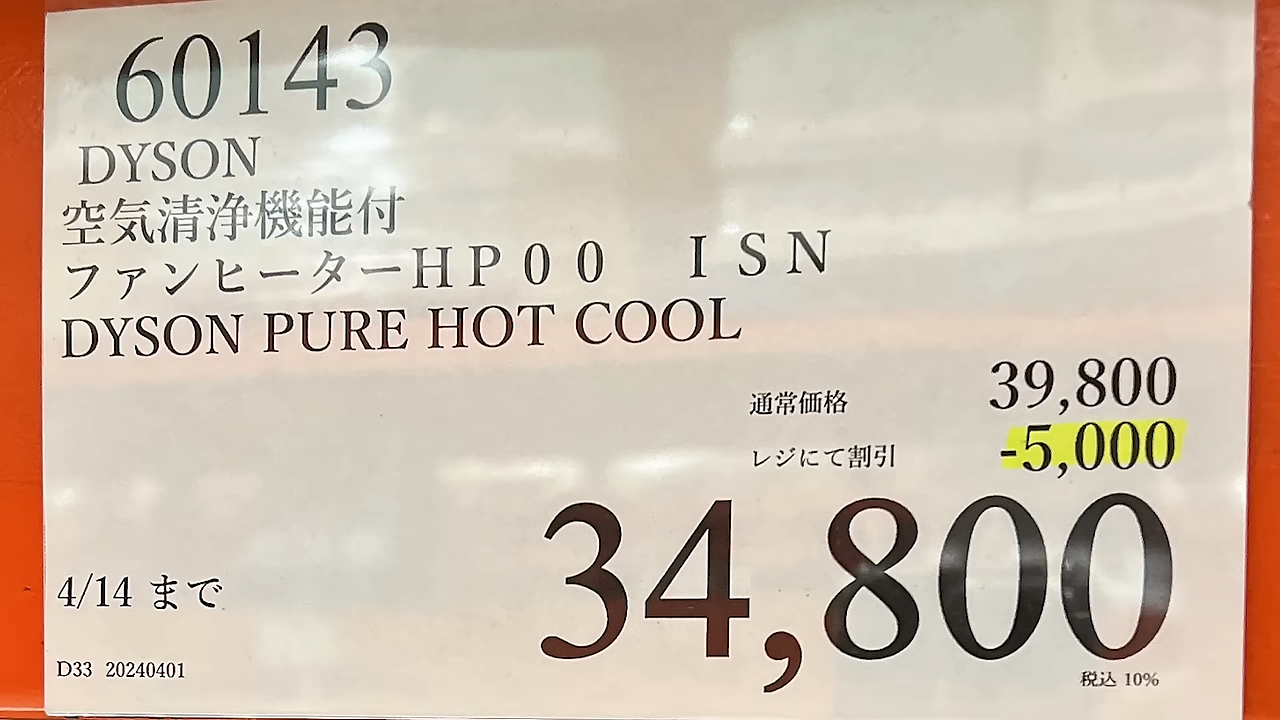 60143
DYSON
空気清浄機能付
ファンヒーターＨＰ００　ＩＳＮ
DYSON PURE HOT COOL
通常価格 39,800
レジにて割引 -5,000
34,800
4/14 まで
D33 20240401
税込 10%